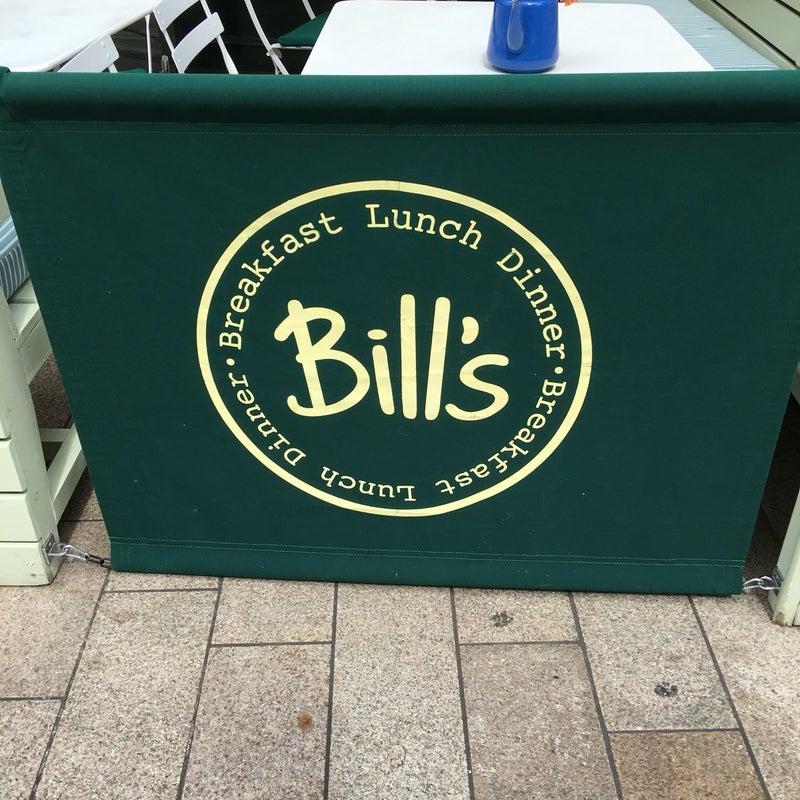 Breakfast Lunch Dinner · Breakfast Lunch Dinner ·
Bill's